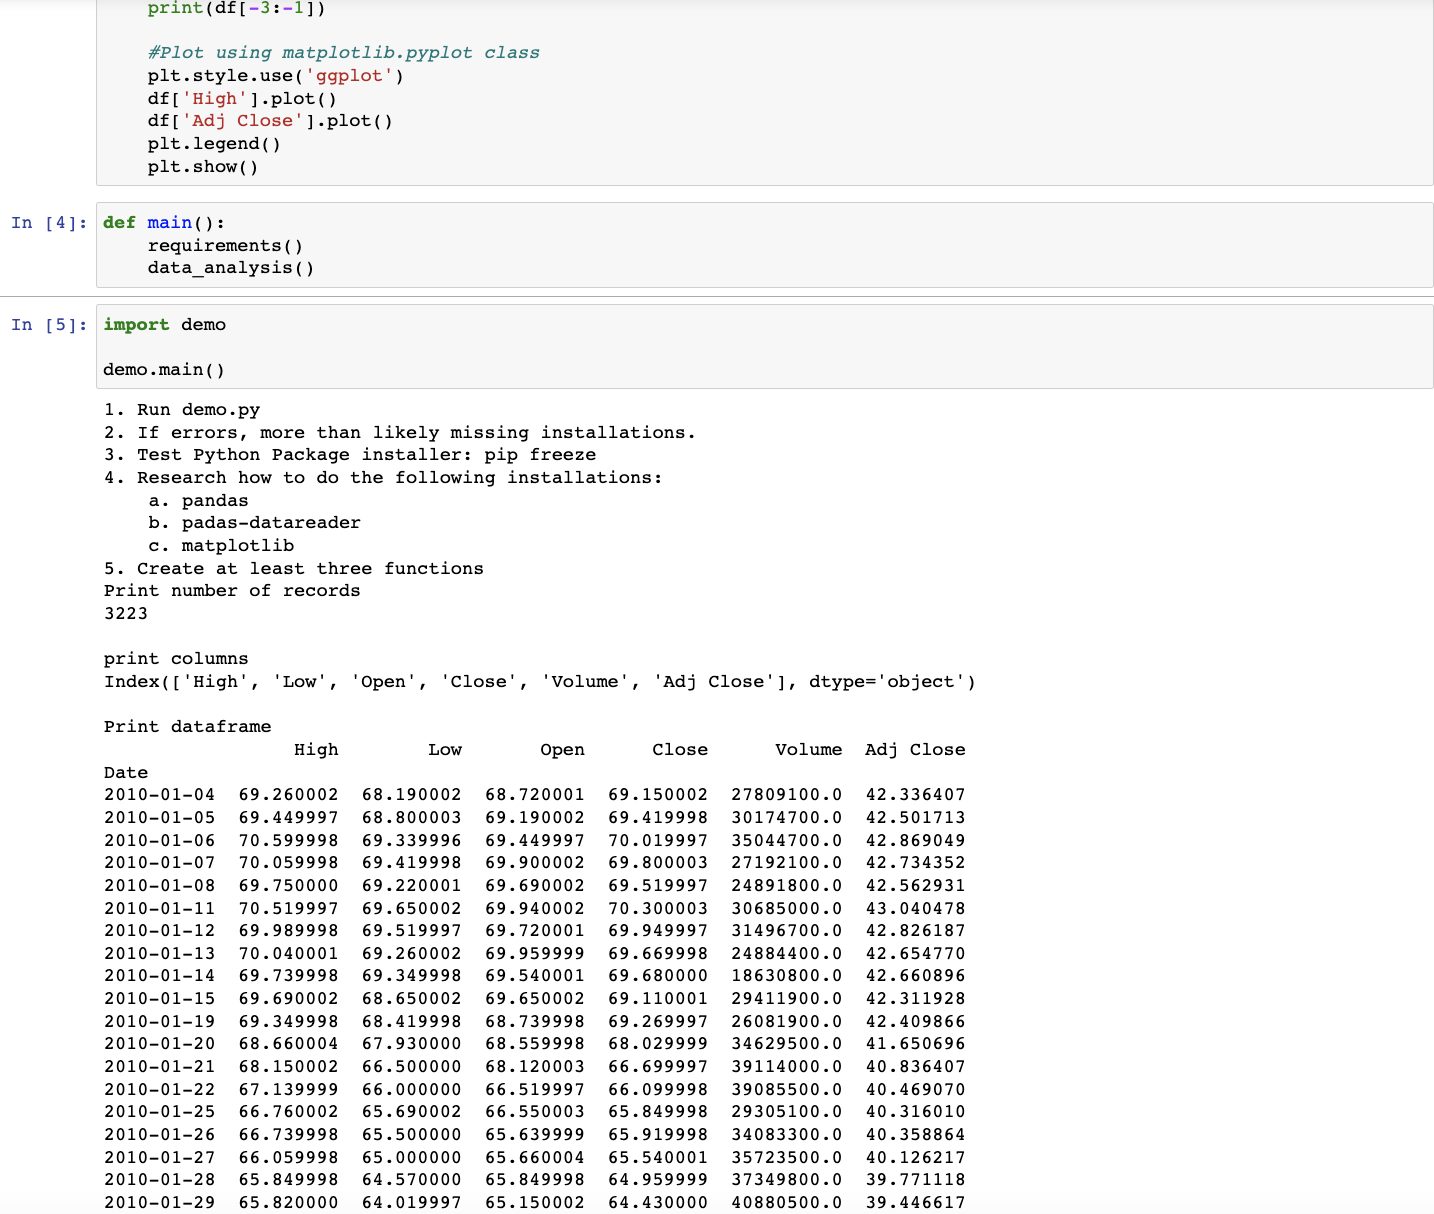 print(df[-3:-1])
#Plot using matplotlib.pyplot class
plt.style.use('ggplot')
df['High'].plot()
df['Adj Close'].plot()
plt.legend()
plt.show()
In [4]: def main():
requirements()
data_analysis()
In [5]: import demo
demo.main()
1. Run demo.py
2. If errors, more than likely missing installations.
3. Test Python Package installer: pip freeze
4. Research how to do the following installations:
a. pandas
b. padas-datareader
c. matplotlib
5. Create at least three functions
Print number of records
3223
print columns
Index(['High', 'Low', 'Open', 'Close', 'Volume', 'Adj Close'], dtype='object')
Print dataframe
High Low Open Close Volume Adj Close
Date
2010-01-04 69.260002 68.190002 68.720001 69.150002 27809100.0 42.336407
2010-01-05 69.449997 68.800003 69.190002 69.419998 30174700.0 42.501713
2010-01-06 70.599998 69.339996 69.449997 70.019997 35044700.0 42.869049
2010-01-07 70.059998 69.419998 69.900002 69.800003 27192100.0 42.734352
2010-01-08 69.750000 69.220001 69.690002 69.519997 24891800.0 42.562931
2010-01-11 70.519997 69.650002 69.940002 70.300003 30685000.0 43.040478
2010-01-12 69.989998 69.519997 69.720001 69.949997 31496700.0 42.826187
2010-01-13 70.040001 69.260002 69.959999 69.669998 24884400.0 42.654770
2010-01-14 69.739998 69.349998 69.540001 69.680000 18630800.0 42.660896
2010-01-15 69.690002 68.650002 69.650002 69.110001 29411900.0 42.311928
2010-01-19 69.349998 68.419998 68.739998 69.269997 26081900.0 42.409866
2010-01-20 68.660004 67.930000 68.559998 68.029999 34629500.0 41.650696
2010-01-21 68.150002 66.500000 68.120003 66.699997 39114000.0 40.836407
2010-01-22 67.139999 66.000000 66.519997 66.099998 39085500.0 40.469070
2010-01-25 66.760002 65.690002 66.550003 65.849998 29305100.0 40.316010
2010-01-26 66.739998 65.500000 65.639999 65.919998 34083300.0 40.358864
2010-01-27 66.059998 65.000000 65.660004 65.540001 35723500.0 40.126217
2010-01-28 65.849998 64.570000 65.849998 64.959999 37349800.0 39.771118
2010-01-29 65.820000 64.019997 65.150002 64.430000 40880500.0 39.446617